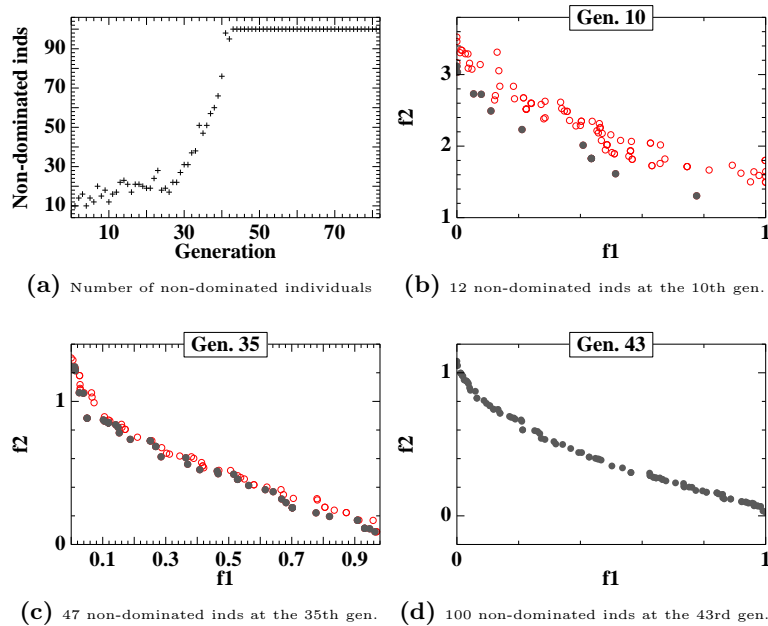 90
70
50
30
10
Non-dominated inds
10 30 50 70
Generation
(a) Number of non-dominated individuals
Gen. 10
3
2
1
f2
0 1
f1
(b) 12 non-dominated inds at the 10th gen.
Gen. 35
1
0
f2
0.1 0.3 0.5 0.7 0.9
f1
(c) 47 non-dominated inds at the 35th gen.
Gen. 43
1
0
f2
0 1
f1
(d) 100 non-dominated inds at the 43rd gen.